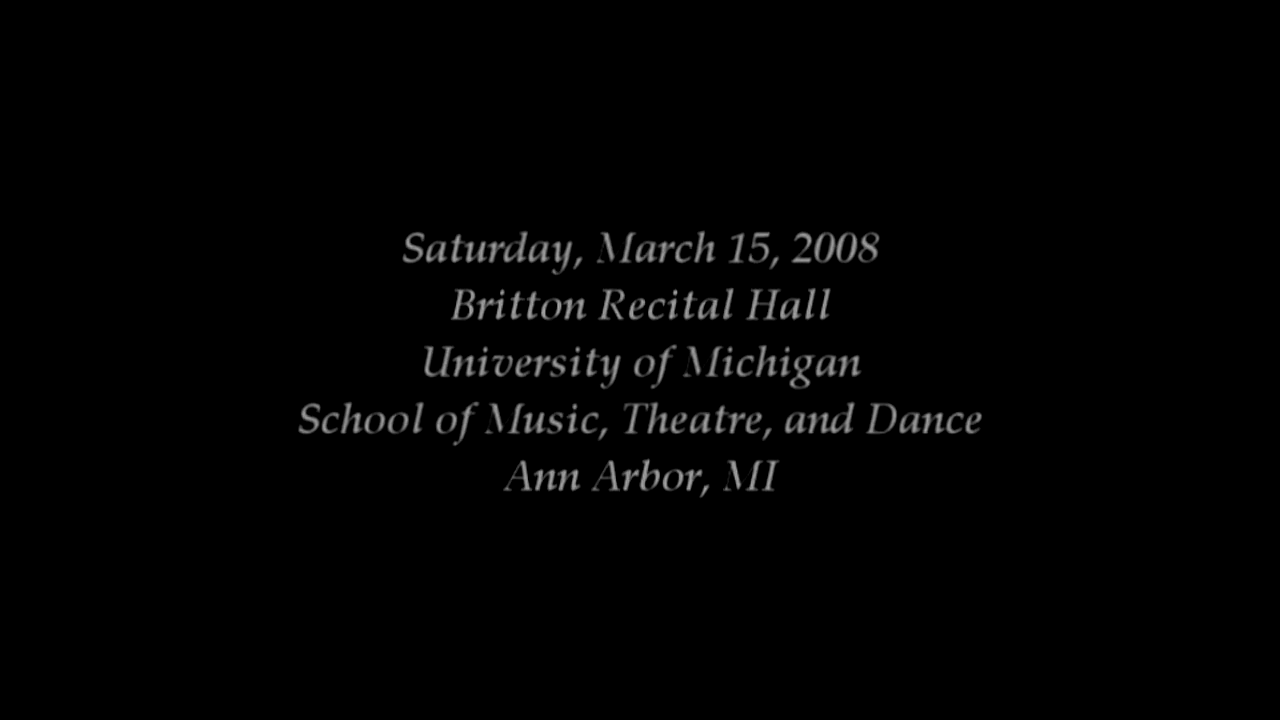 Saturday, March 15, 2008
Britton Recital Hall
University of Michigan
School of Music, Theatre, and Dance
Ann Arbor, MI